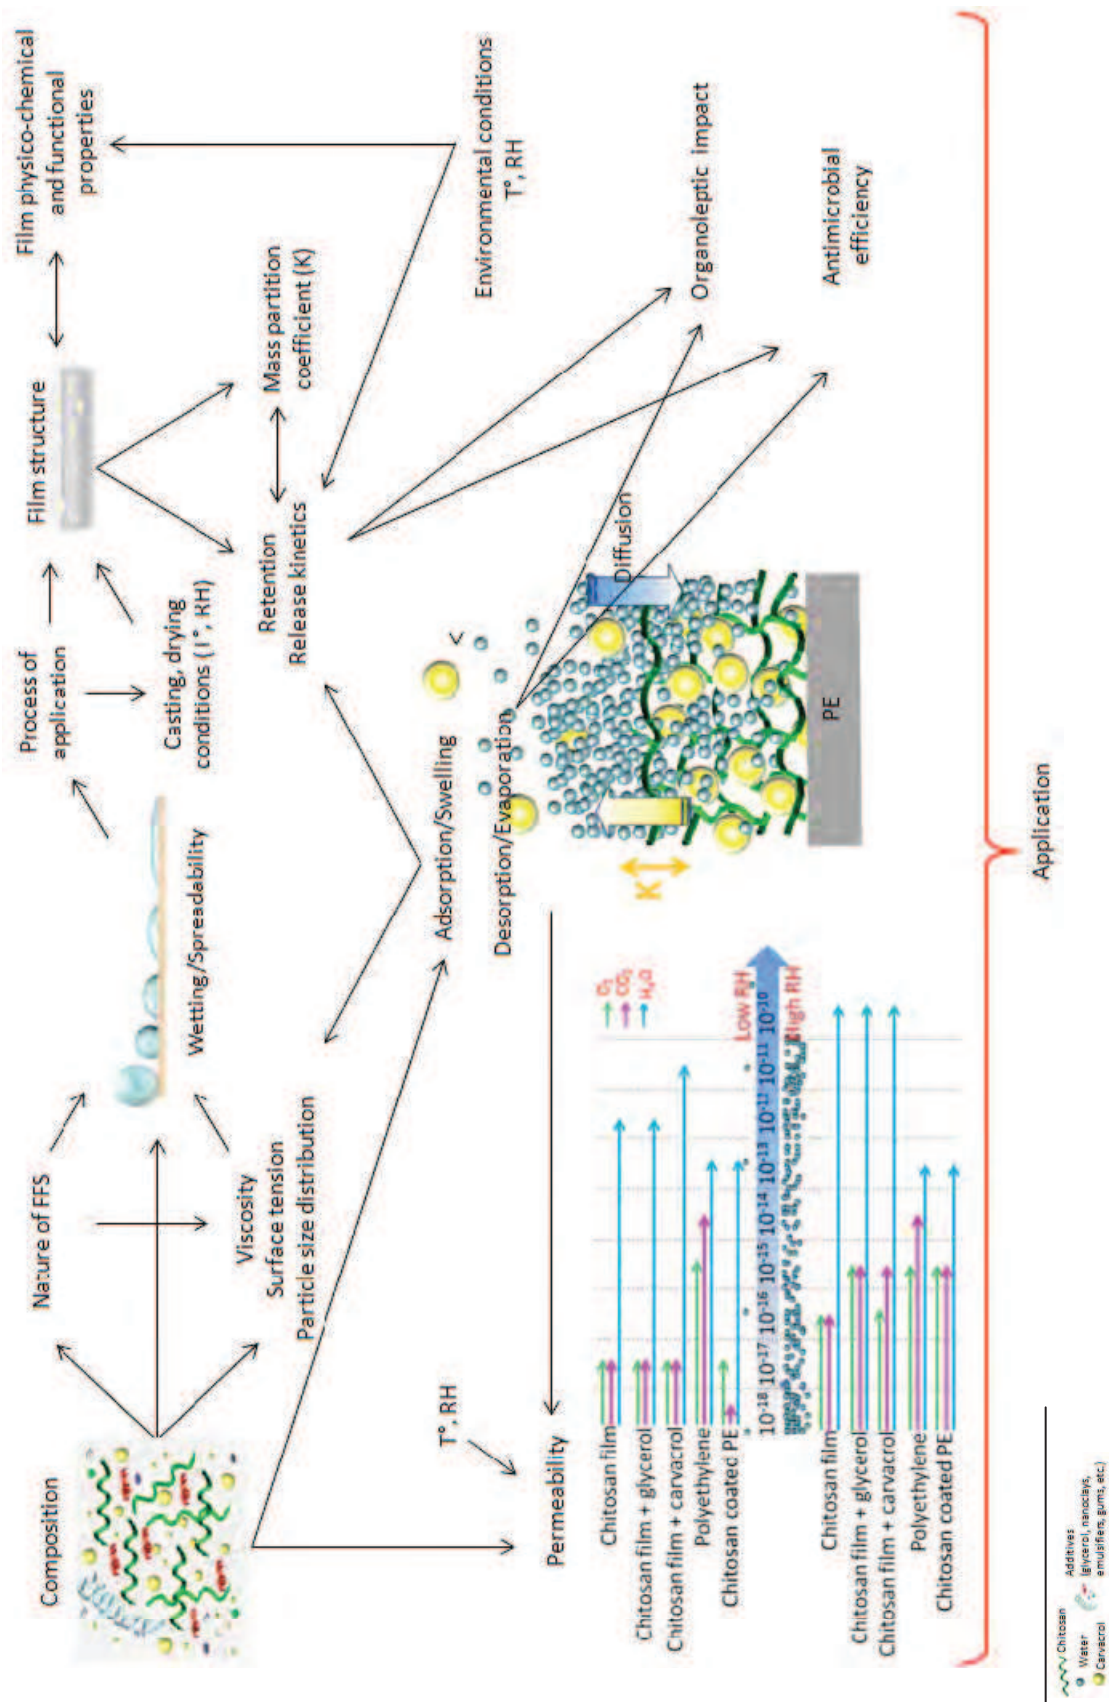 Composition
Nature of FFS
Viscosity
Surface tension
Particle size distribution
Wetting/Spreadability
Process of
application
Casting, drying
conditions (T°, RH)
Film structure
Film physico-chemical
and functional
properties
Retention
Release kinetics
Mass partition
coefficient (K)
Environmental conditions
T°, RH
Adsorption/Swelling
Desorption/Evaporation
T°, RH
Permeability
Organoleptic impact
Antimicrobial
efficiency
Diffusion
K
PE
Chitosan film
Chitosan film + glycerol
Chitosan film + carvacrol
Polyethylene
Chitosan coated PE
O₂
CO₂
H₂O
Low RH
10⁻¹⁸ 10⁻¹⁷ 10⁻¹⁶ 10⁻¹⁵ 10⁻¹⁴ 10⁻¹³ 10⁻¹² 10⁻¹¹ 10⁻¹⁰
High RH
Chitosan film
Chitosan film + glycerol
Chitosan film + carvacrol
Polyethylene
Chitosan coated PE
Application
Chitosan
Water
Carvacrol
Additives
(glycerol, nanoclays,
emulsifiers, gums, etc.)